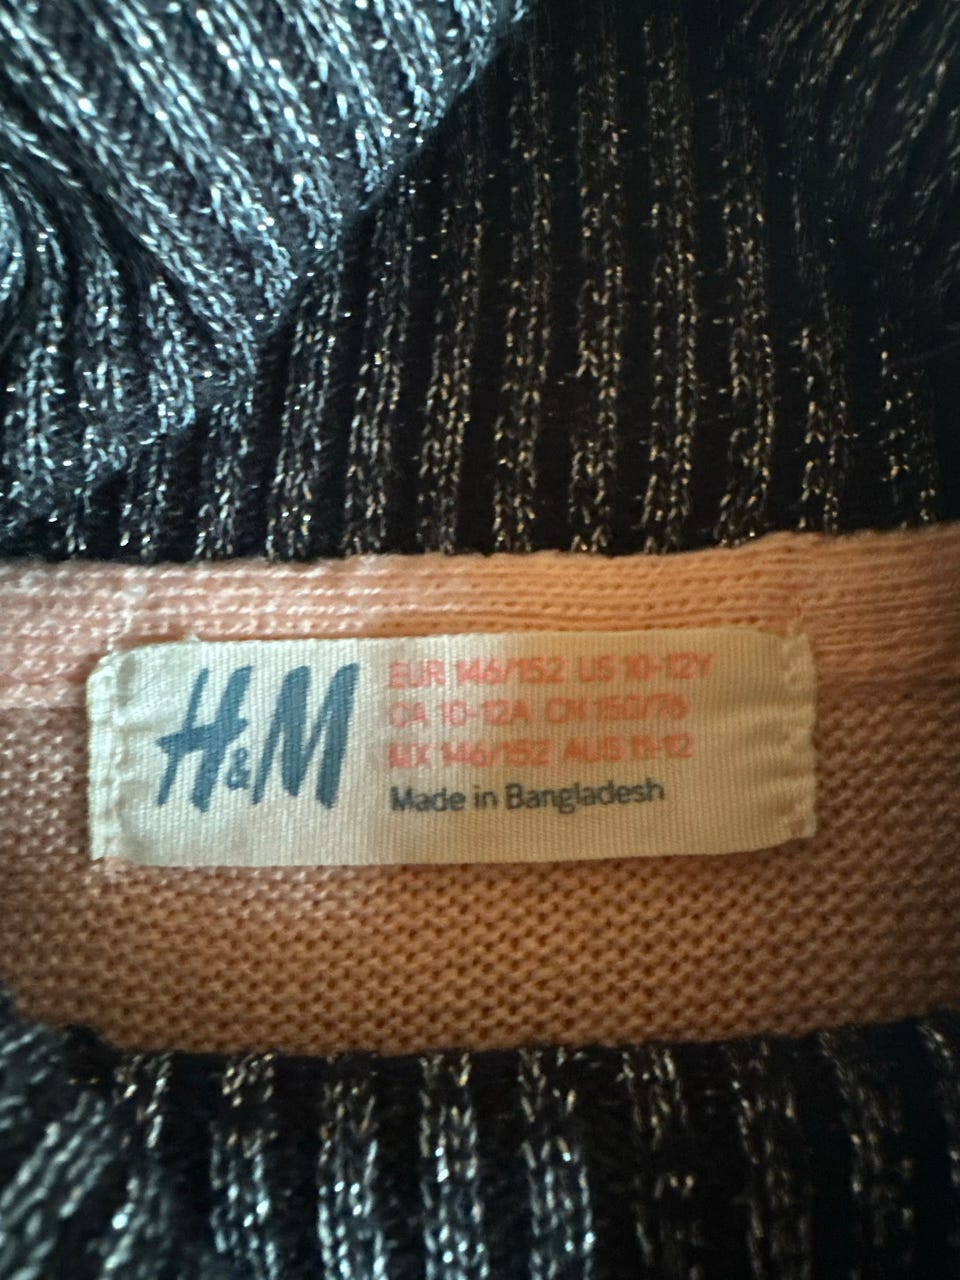 H&M
EUR 146/152 US 10-12Y
CA 10-12A CN 150/76
MX 146/152 AUS 11-12
Made in Bangladesh